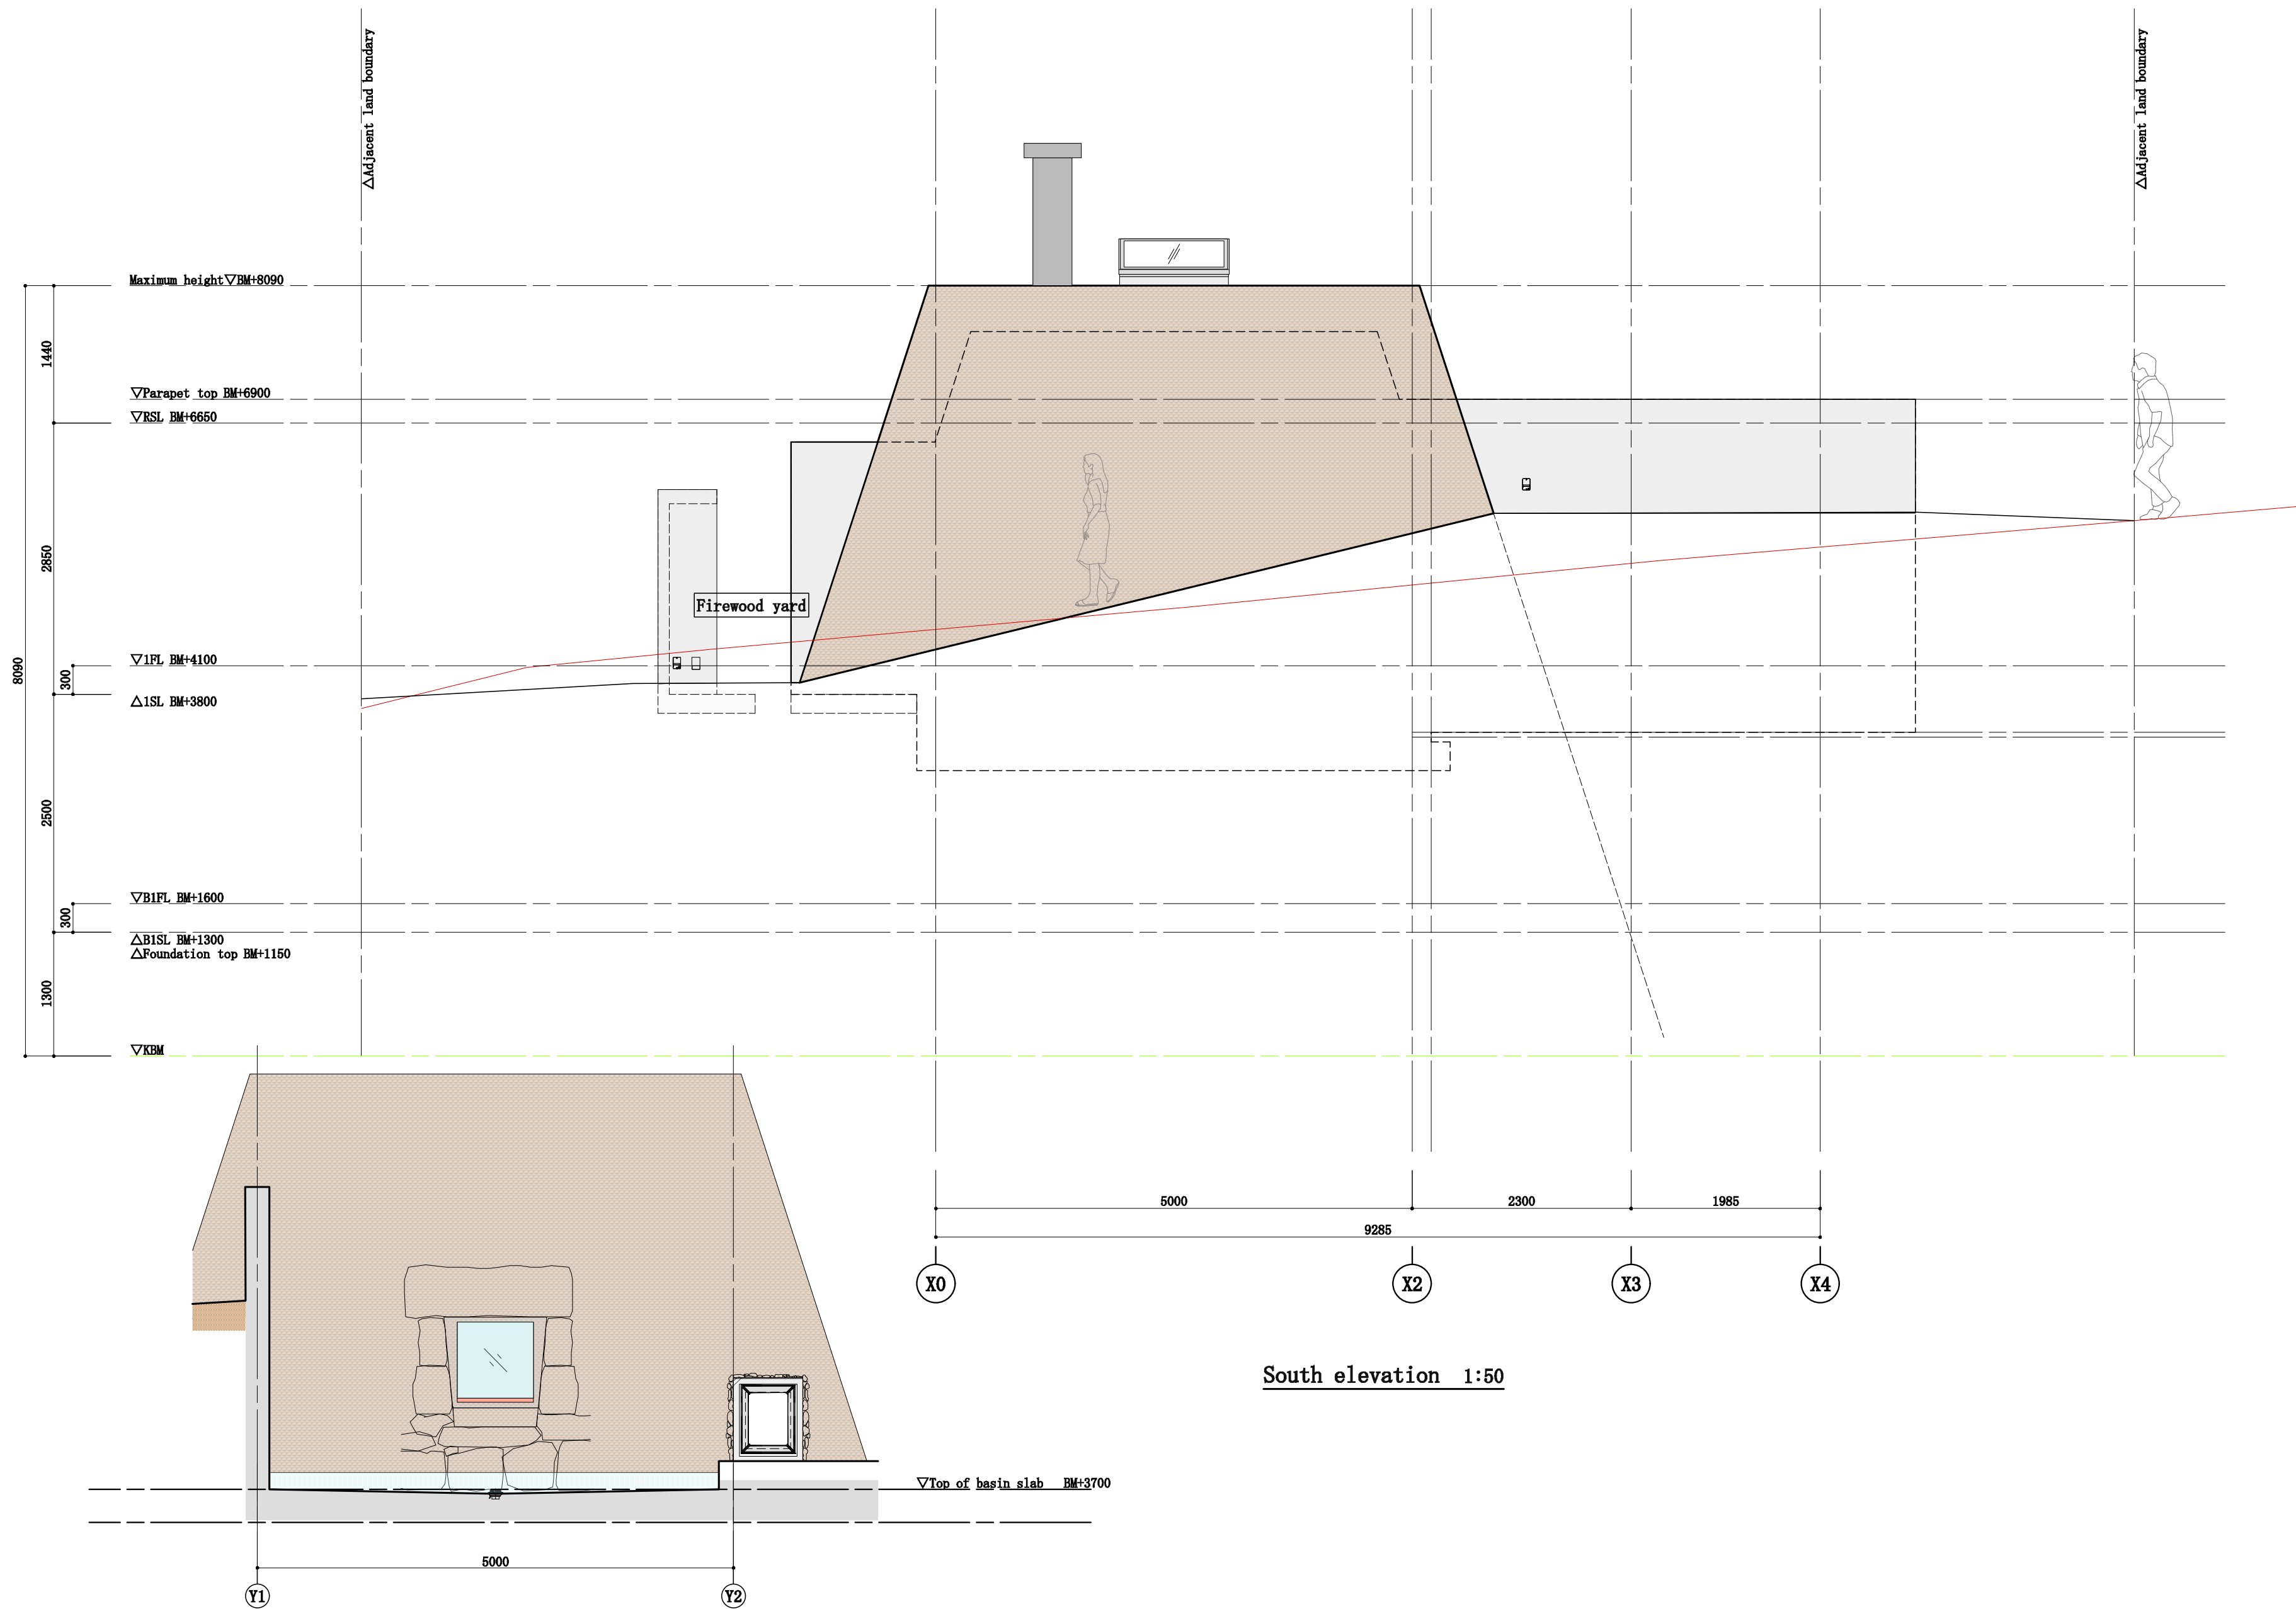 △Adjacent land boundary
△Adjacent land boundary
Maximum height▽BM+8090
1440
▽Parapet top BM+6900
▽RSL BM+6650
2850
8090
Firewood yard
▽1FL BM+4100
300
△1SL BM+3800
2500
▽B1FL BM+1600
300
△B1SL BM+1300
△Foundation top BM+1150
1300
▽KBM
5000
2300
1985
9285
X0
X2
X3
X4
South elevation 1:50
▽Top of basin slab BM+3700
5000
Y1
Y2